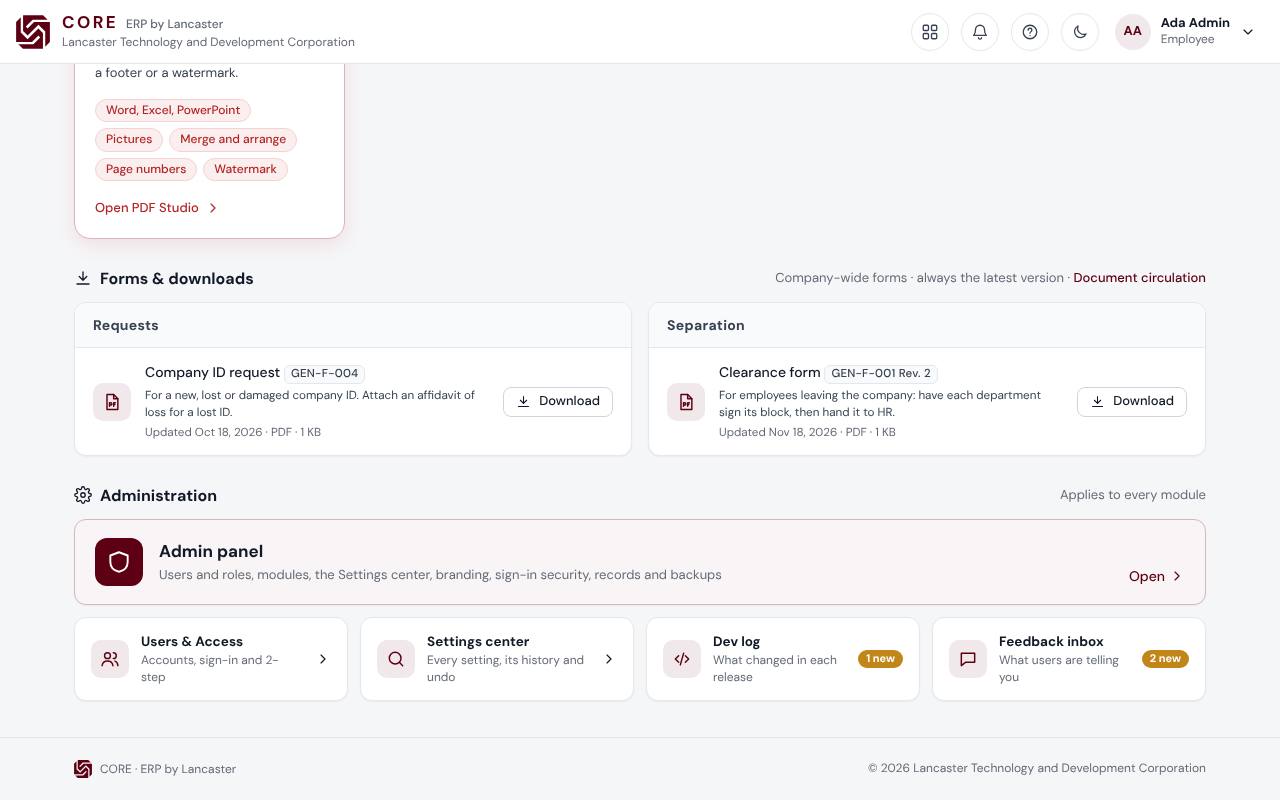 CORE ERP by Lancaster
Lancaster Technology and Development Corporation
AA
Ada Admin
Employee
a footer or a watermark.
Word, Excel, PowerPoint
Pictures
Merge and arrange
Page numbers
Watermark
Open PDF Studio
Forms & downloads
Company-wide forms · always the latest version · Document circulation
Requests
Company ID request GEN-F-004
For a new, lost or damaged company ID. Attach an affidavit of
loss for a lost ID.
Updated Oct 18, 2026 · PDF · 1 KB
Download
Separation
Clearance form GEN-F-001 Rev. 2
For employees leaving the company: have each department
sign its block, then hand it to HR.
Updated Nov 18, 2026 · PDF · 1 KB
Download
Administration
Applies to every module
Admin panel
Users and roles, modules, the Settings center, branding, sign-in security, records and backups
Open
Users & Access
Accounts, sign-in and 2-
step
Settings center
Every setting, its history and
undo
Dev log
What changed in each
release
1 new
Feedback inbox
What users are telling
you
2 new
CORE · ERP by Lancaster
© 2026 Lancaster Technology and Development Corporation